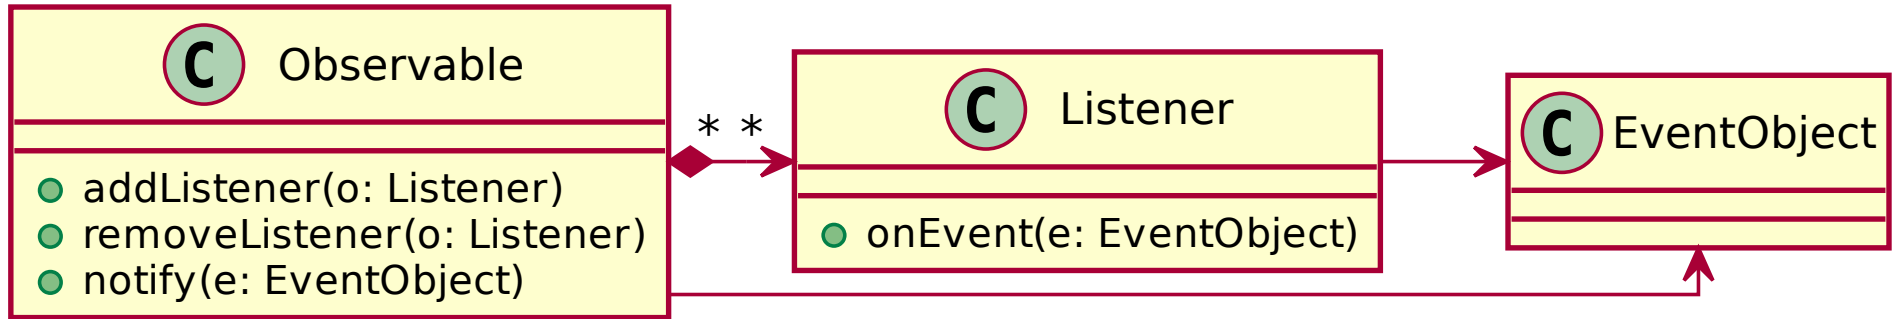 C Observable
addListener(o: Listener)
removeListener(o: Listener)
notify(e: EventObject)
* *
C Listener
onEvent(e: EventObject)
C EventObject